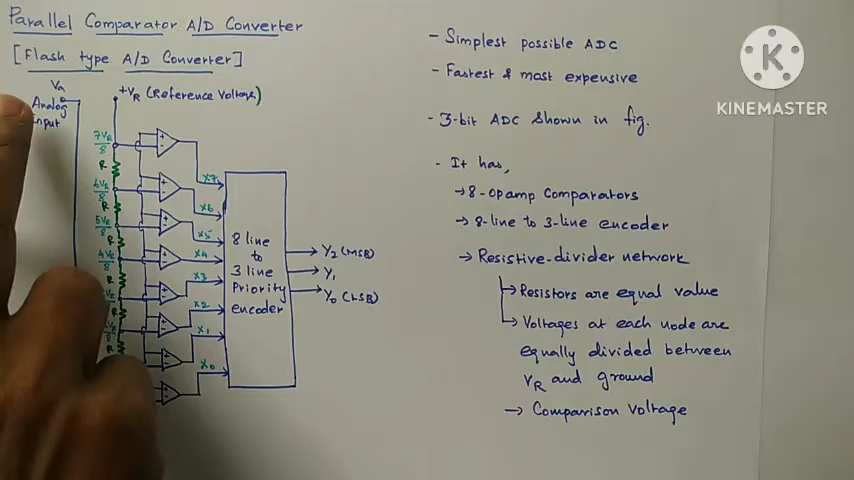 Parallel Comparator A/D Converter
[Flash type A/D Converter]
Va
Analog
Input
+VR (Reference Voltage)
7VR/8
R
6VR/8
R
5VR/8
R
4VR/8
R
R
R
+
-
+
-
+
-
+
-
+
-
+
-
+
-
+
-
X7
X6
X5
X4
X3
X2
X1
X0
8 line
to
3 line
Priority
encoder
Y2 (MSB)
Y1
Y0 (LSB)
- Simplest possible ADC
- Fastest & most expensive
- 3-bit ADC shown in fig.
- It has,
→ 8-opamp comparators
→ 8-line to 3-line encoder
→ Resistive-divider network
→ Resistors are equal value
→ Voltages at each node are
equally divided between
VR and ground
→ Comparison voltage
KINEMASTER